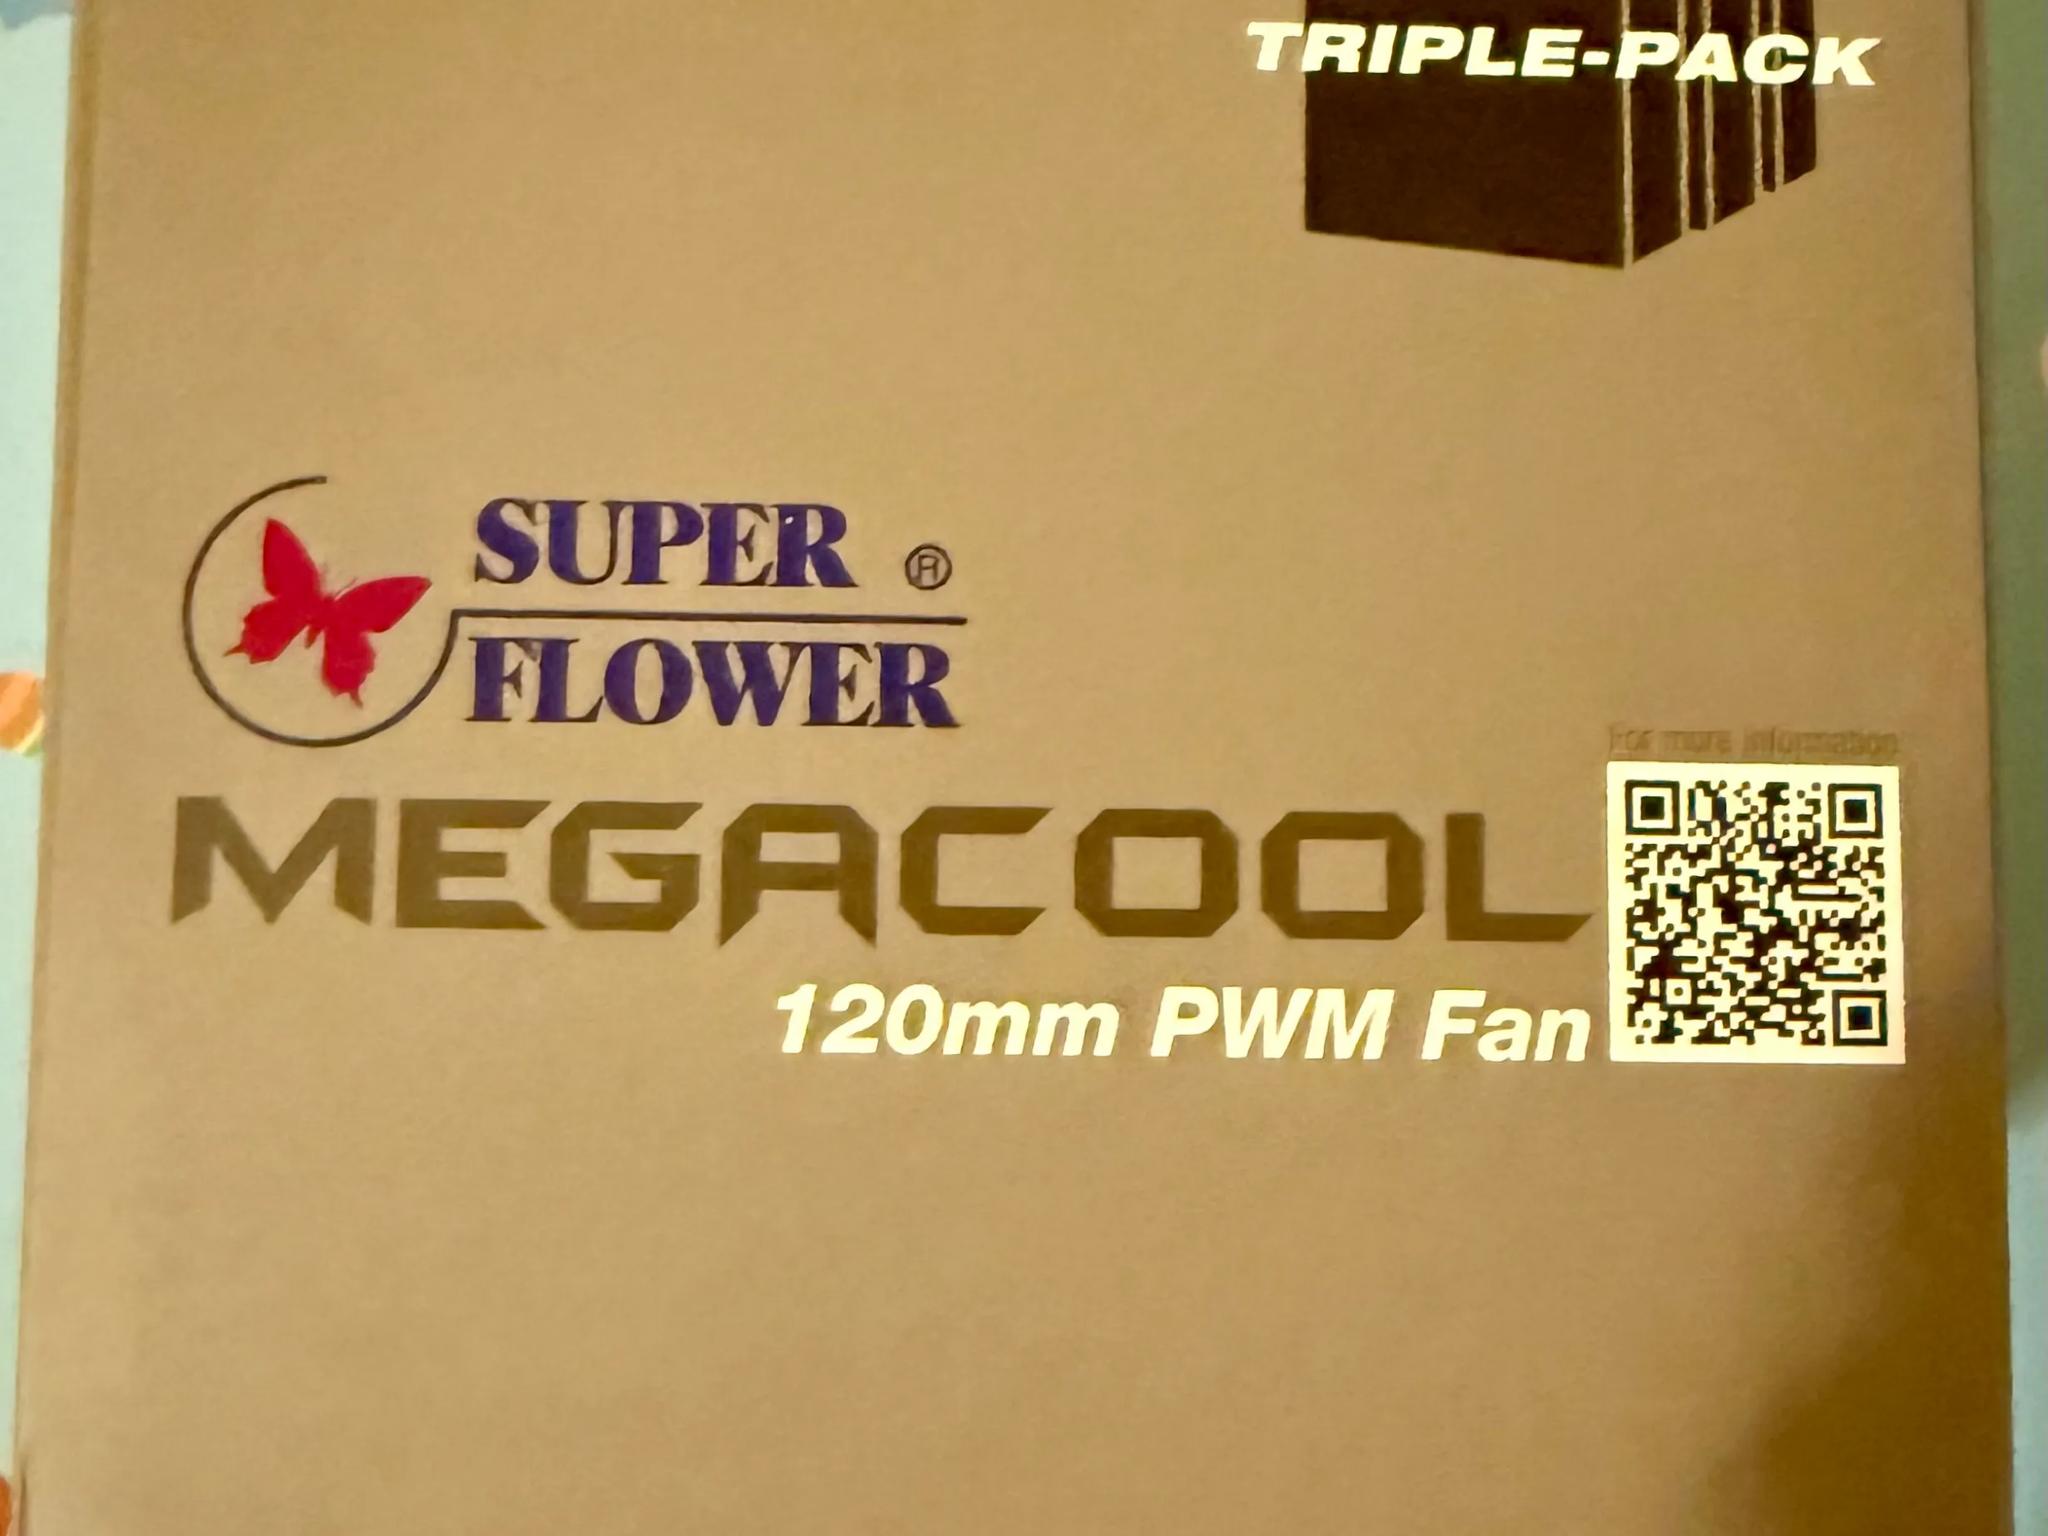 TRIPLE-PACK
SUPER ®
FLOWER
For more information
MEGACOOL
120mm PWM Fan